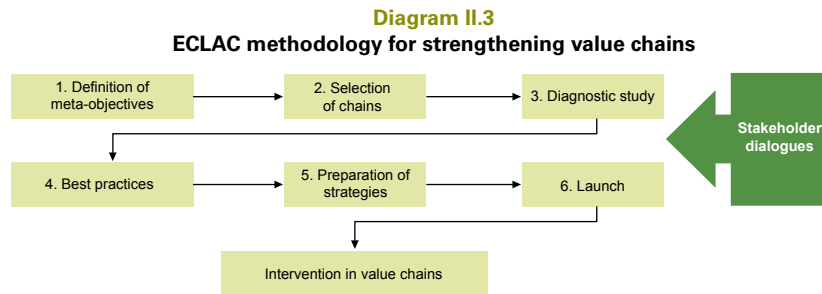 Diagram II.3
ECLAC methodology for strengthening value chains
1. Definition of
meta-objectives
2. Selection
of chains
3. Diagnostic study
Stakeholder
dialogues
4. Best practices
5. Preparation of
strategies
6. Launch
Intervention in value chains